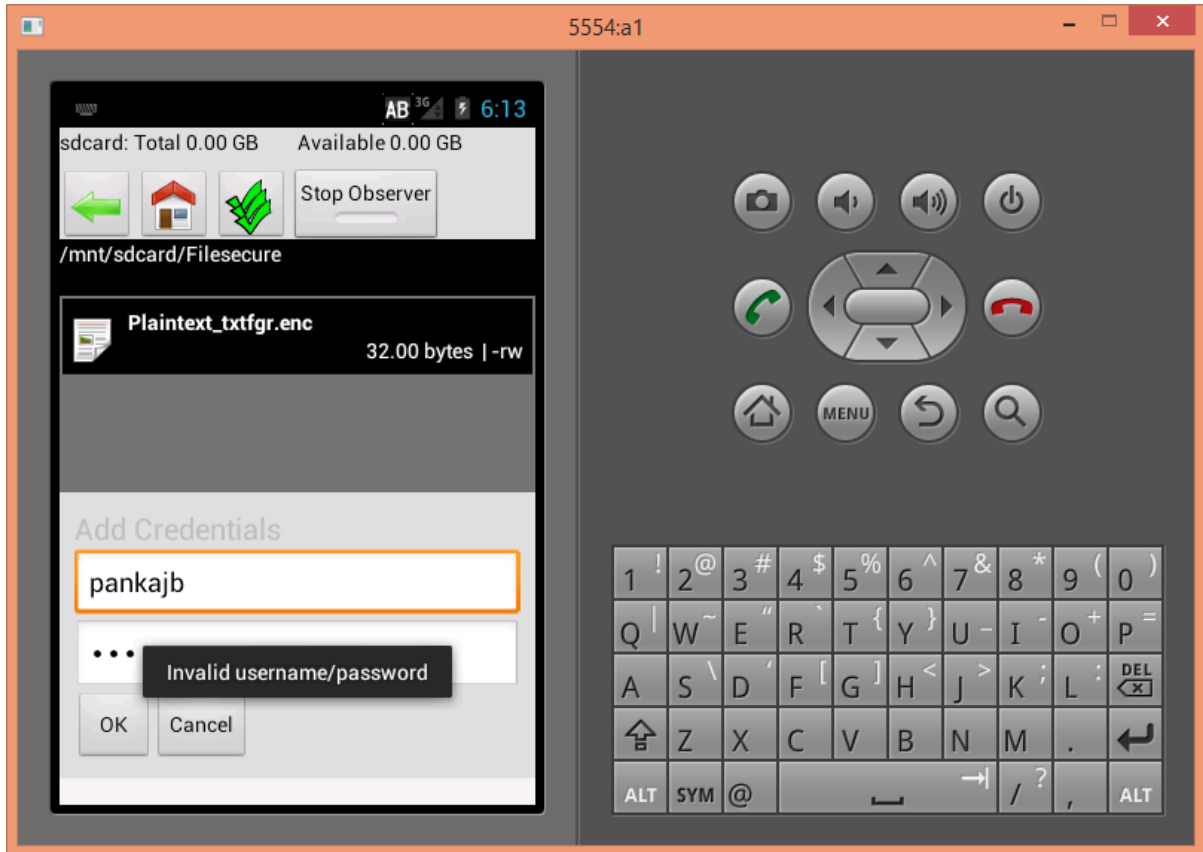 5554:a1
AB 3G 6:13
sdcard: Total 0.00 GB Available 0.00 GB
Stop Observer
/mnt/sdcard/Filesecure
Plaintext_txtfgr.enc
32.00 bytes | -rw
Add Credentials
pankajb
•••
Invalid username/password
OK Cancel
MENU
1 ! 2 @ 3 # 4 $ 5 % 6 ^ 7 & 8 * 9 ( 0 )
Q | W ~ E " R ` T { Y } U _ I - O + P =
A S \ D ' F [ G ] H < J > K ; L : DEL
Z X C V B N M .
ALT SYM @ / ? , ALT